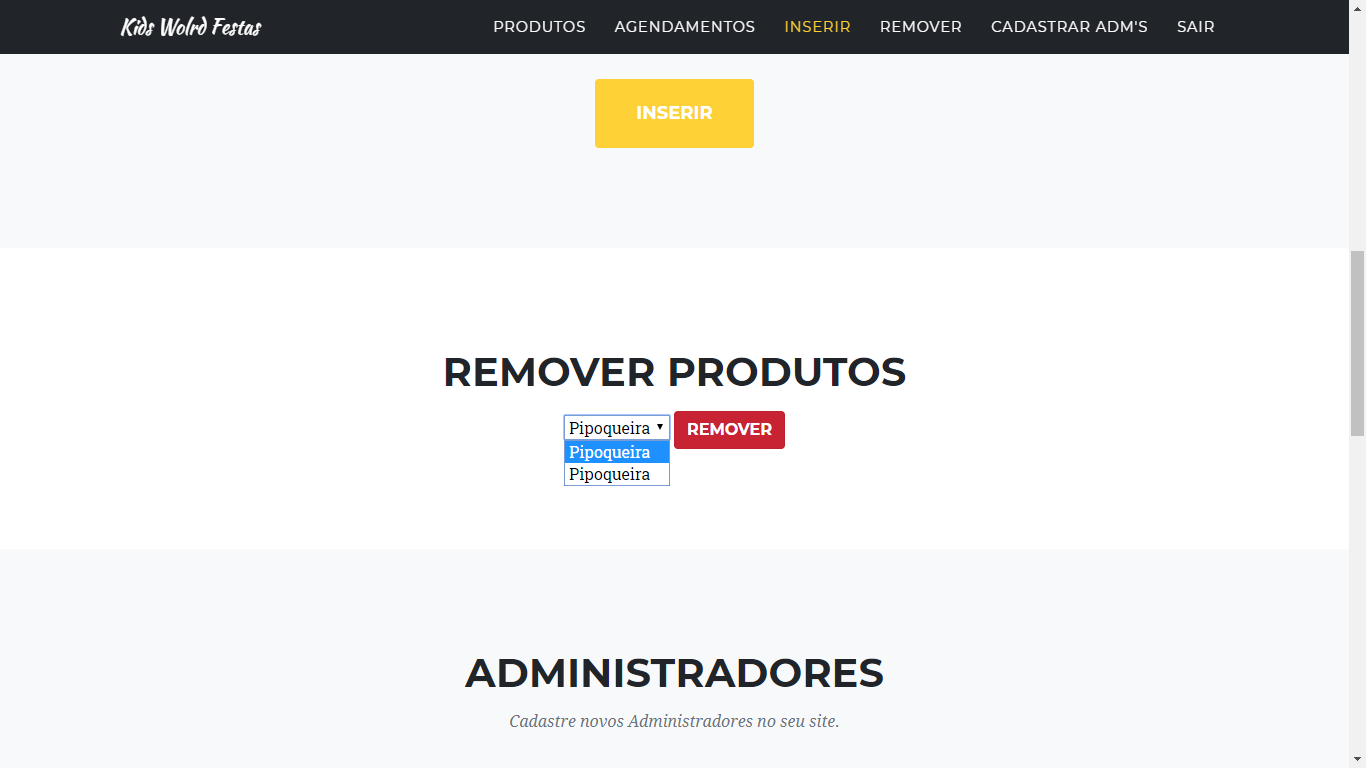 Kids Wolrd Festas PRODUTOS AGENDAMENTOS INSERIR REMOVER CADASTRAR ADM'S SAIR
INSERIR
REMOVER PRODUTOS
Pipoqueira REMOVER
Pipoqueira
Pipoqueira
ADMINISTRADORES
Cadastre novos Administradores no seu site.